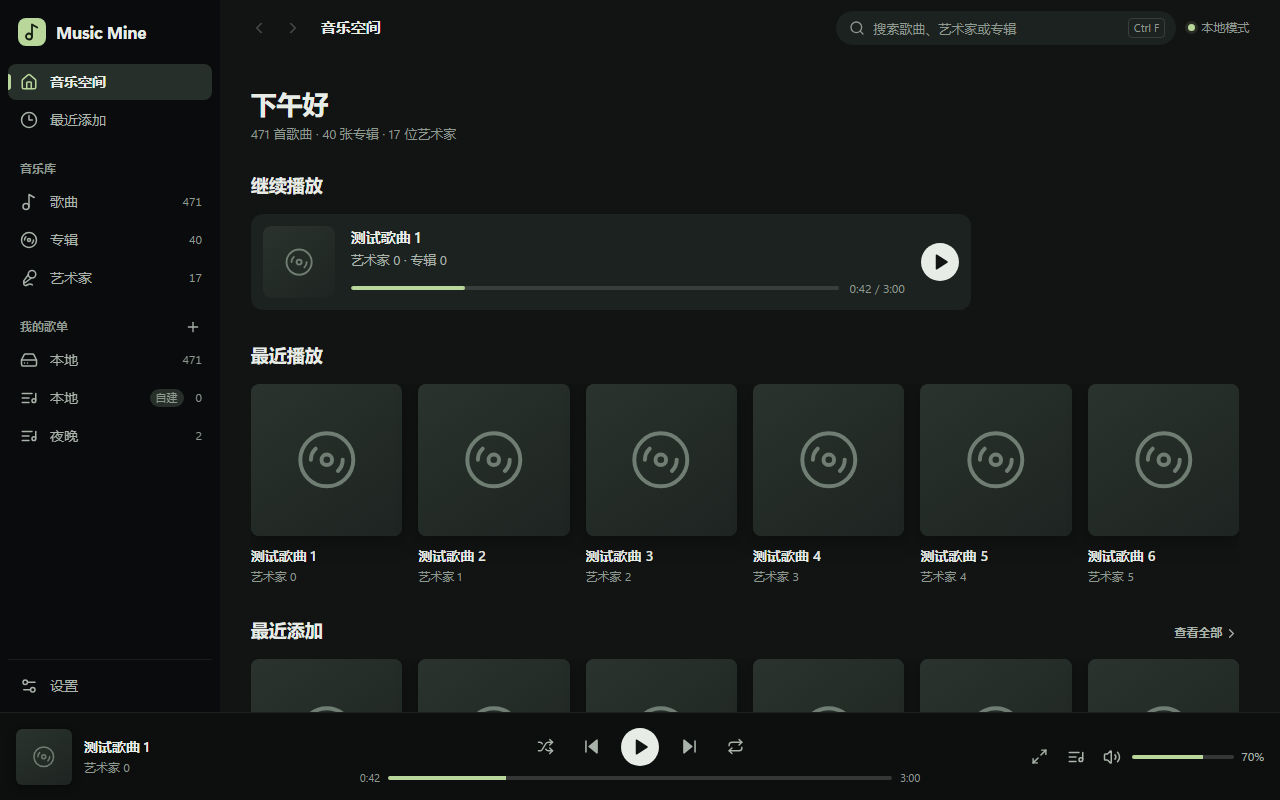 Music Mine
音乐空间
最近添加
音乐库
歌曲 471
专辑 40
艺术家 17
我的歌单
本地 471
本地 自建 0
夜晚 2
设置
音乐空间
搜索歌曲、艺术家或专辑 Ctrl F
本地模式
下午好
471 首歌曲 · 40 张专辑 · 17 位艺术家
继续播放
测试歌曲 1
艺术家 0 · 专辑 0
0:42 / 3:00
最近播放
测试歌曲 1
艺术家 0
测试歌曲 2
艺术家 1
测试歌曲 3
艺术家 2
测试歌曲 4
艺术家 3
测试歌曲 5
艺术家 4
测试歌曲 6
艺术家 5
最近添加
查看全部
测试歌曲 1
艺术家 0
0:42
3:00
70%